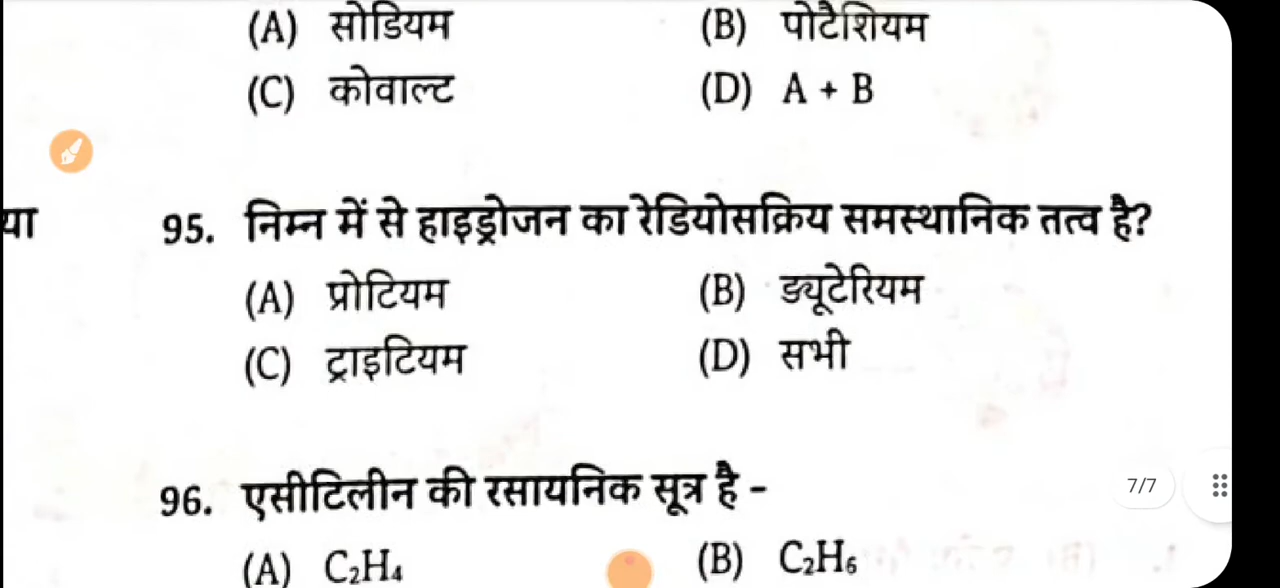 (A) सोडियम (B) पोटैशियम
(C) कोवाल्ट (D) A + B
या
95. निम्न में से हाइड्रोजन का रेडियोसक्रिय समस्थानिक तत्व है?
(A) प्रोटियम (B) ड्यूटेरियम
(C) ट्राइटियम (D) सभी
7/7
96. एसीटिलीन की रसायनिक सूत्र है -
(A) C₂H₄ (B) C₂H₆